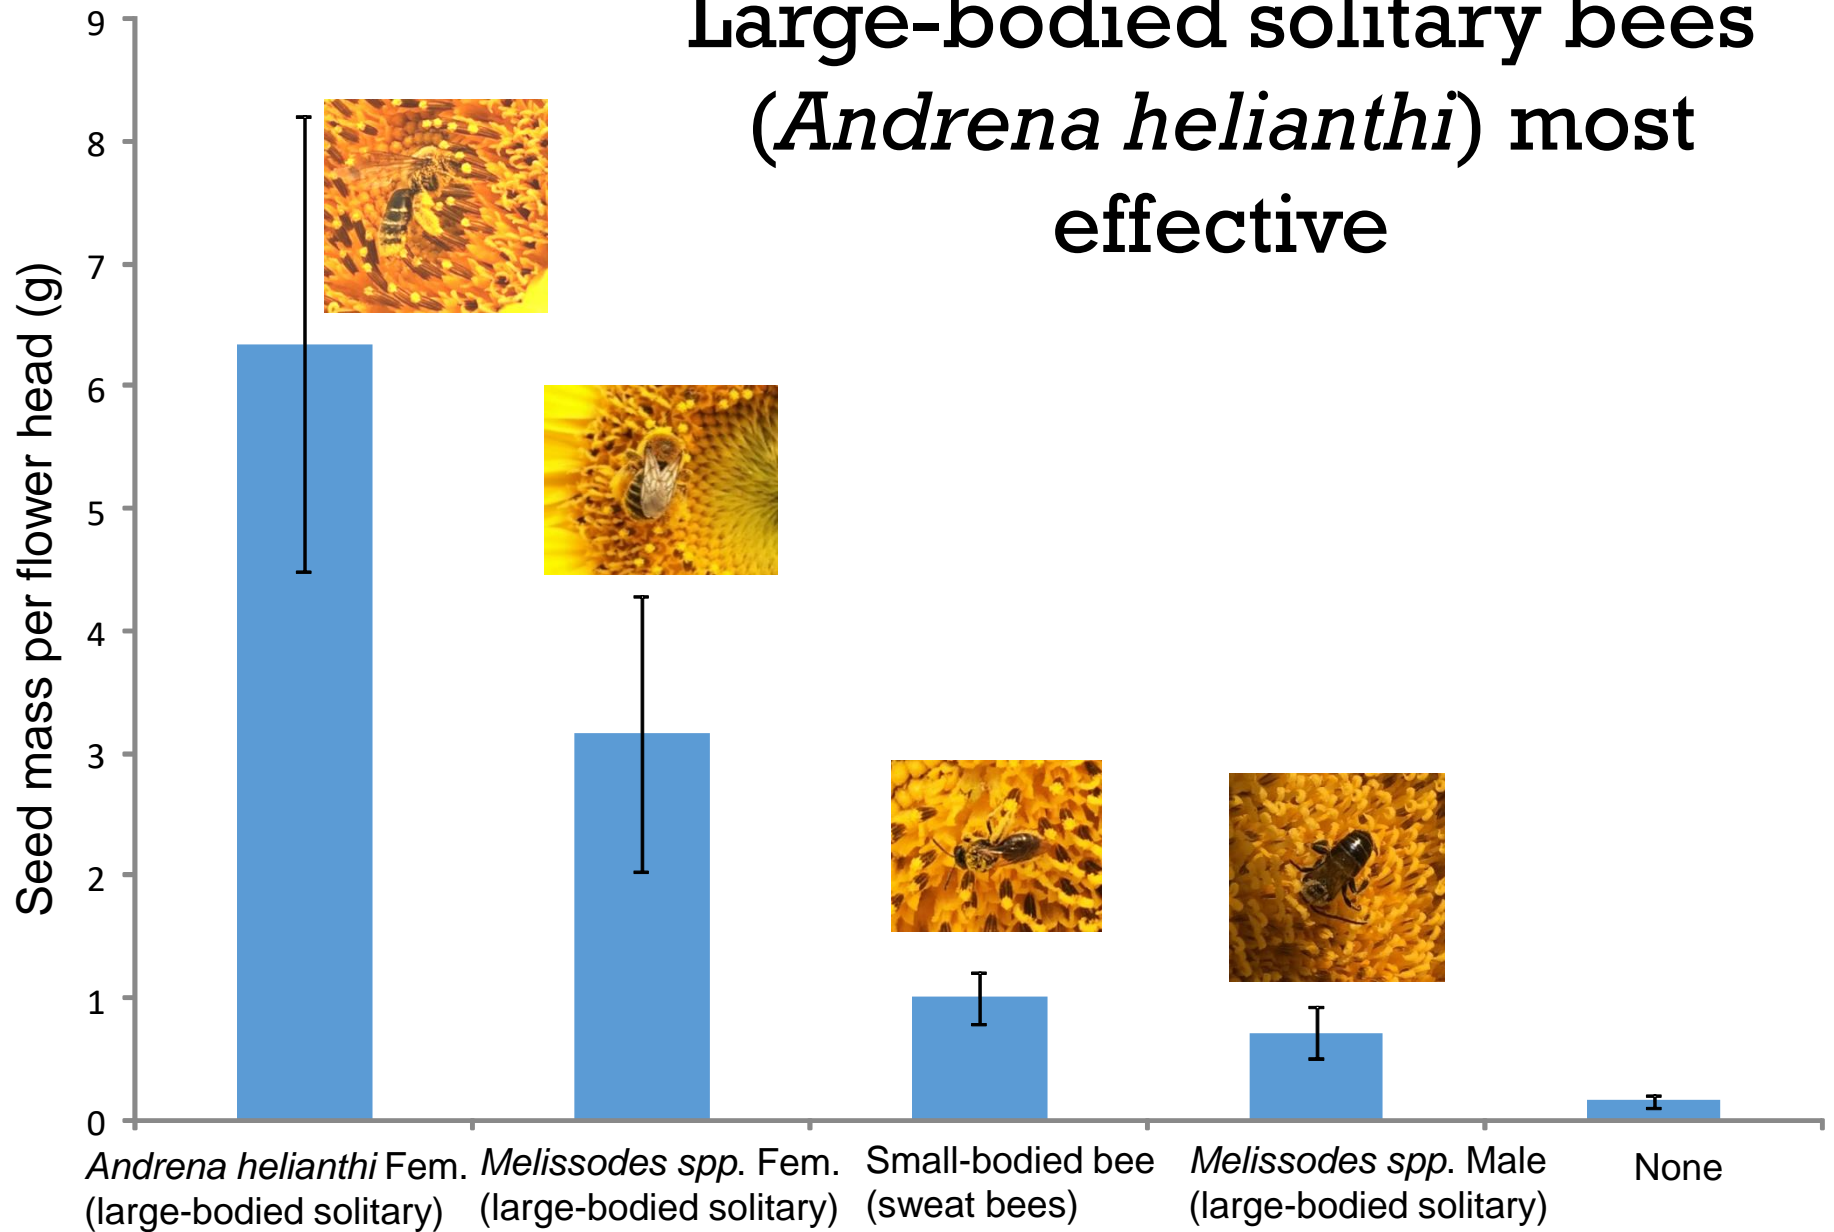 Large-bodied solitary bees
(Andrena helianthi) most
effective
Seed mass per flower head (g)
9
8
7
6
5
4
3
2
1
0
Andrena helianthi Fem.
(large-bodied solitary)
Melissodes spp. Fem.
(large-bodied solitary)
Small-bodied bee
(sweat bees)
Melissodes spp. Male
(large-bodied solitary)
None